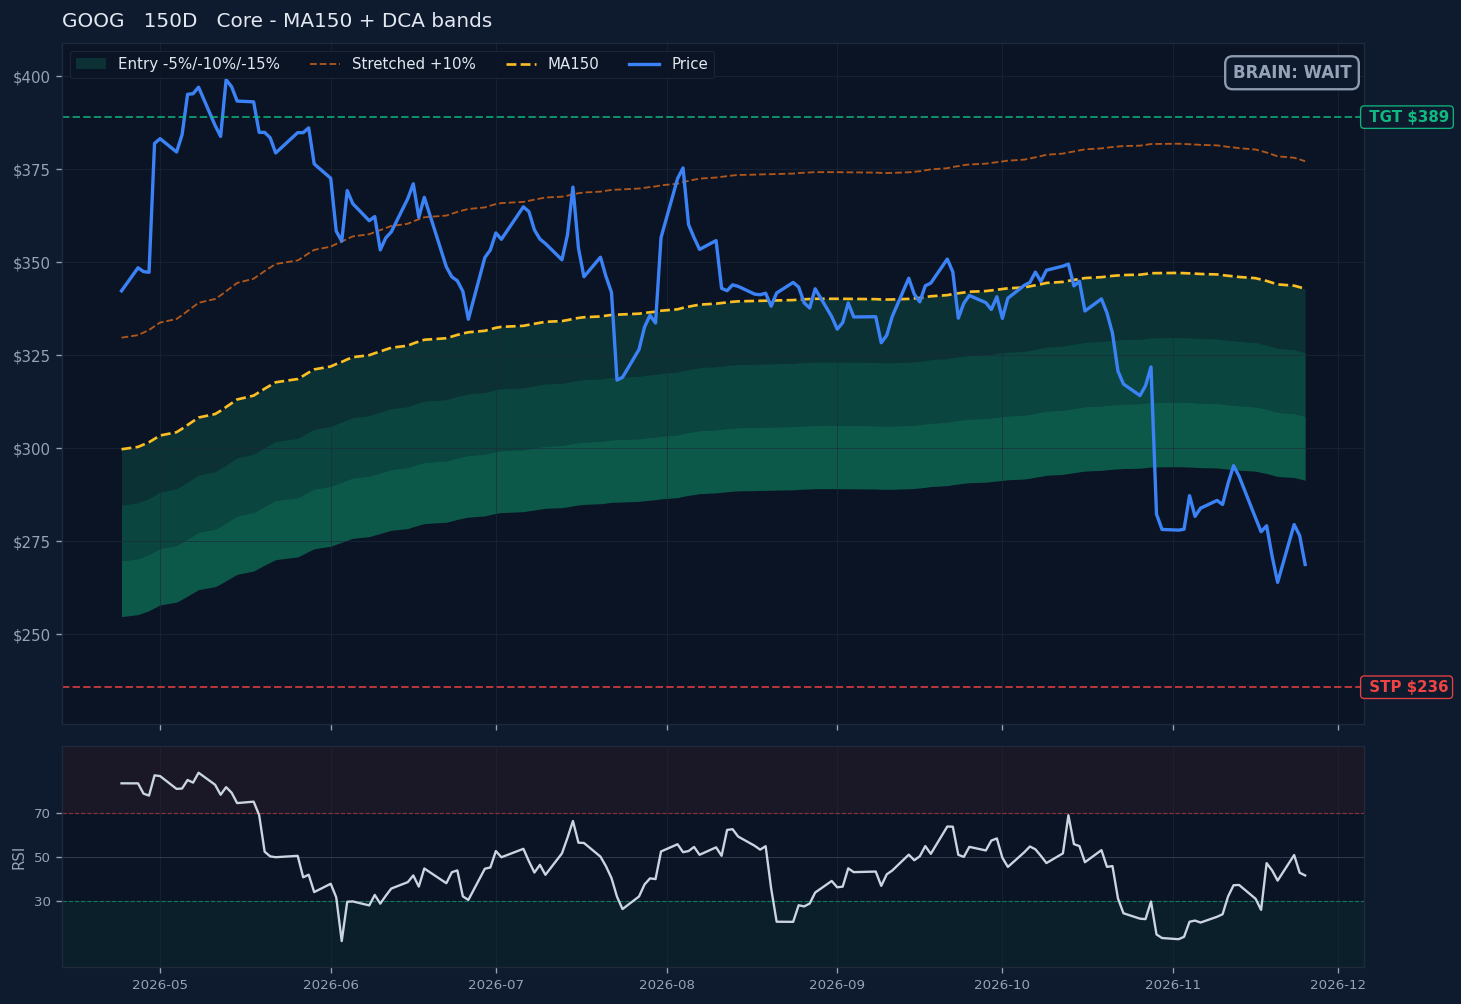 GOOG   150D   Core - MA150 + DCA bands
Entry -5%/-10%/-15%
Stretched +10%
MA150
Price
BRAIN: WAIT
$400
TGT $389
$375
$350
$325
$300
$275
$250
STP $236
RSI
70
50
30
2026-05
2026-06
2026-07
2026-08
2026-09
2026-10
2026-11
2026-12